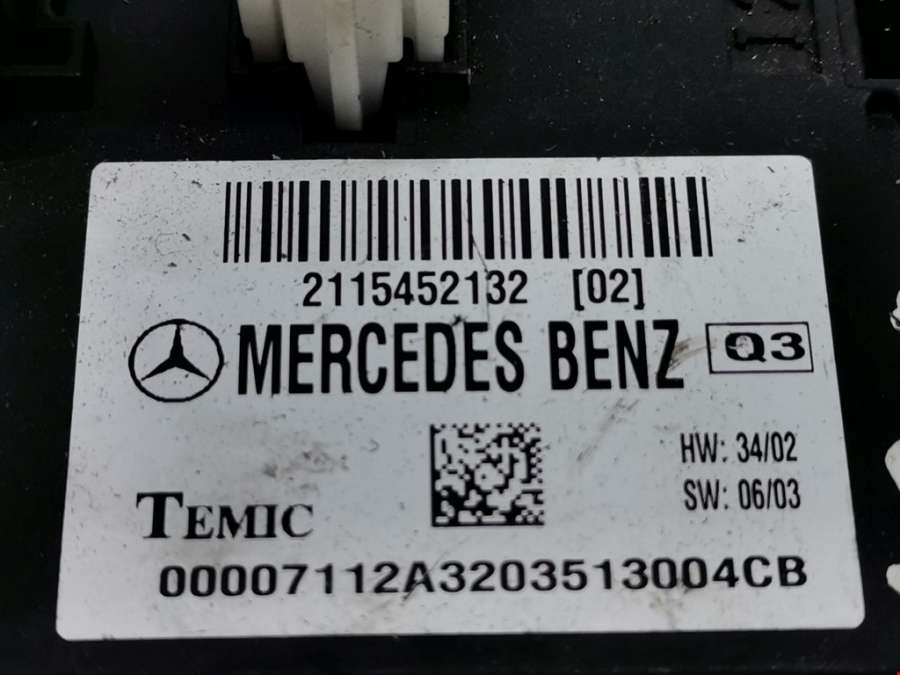 2115452132 [02]
MERCEDES BENZ Q3
HW: 34/02
SW: 06/03
TEMIC
00007112A3203513004CB